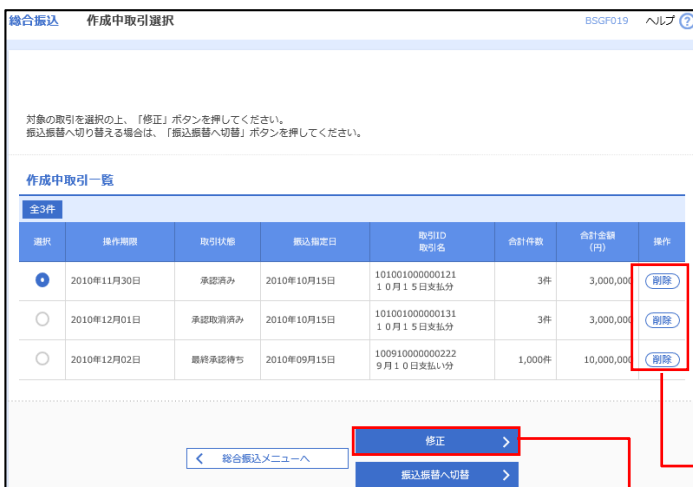 総合振込 作成中取引選択 BSGF019 ヘルプ ?
対象の取引を選択の上、「修正」ボタンを押してください。
振込振替へ切り替える場合は、「振込振替へ切替」ボタンを押してください。
作成中取引一覧
全3件
選択 操作期限 取引状態 振込指定日 取引ID 合計件数 合計金額 操作
取引名 (円)
2010年11月30日 承認済み 2010年10月15日 101001000000121 3件 3,000,000 削除
10月15日支払分
2010年12月01日 承認取消済み 2010年10月15日 101001000000131 3件 3,000,000 削除
10月15日支払分
2010年12月02日 最終承認待ち 2010年09月15日 100910000000222 1,000件 10,000,000 削除
9月10日支払い分
修正
総合振込メニューへ
振込振替へ切替